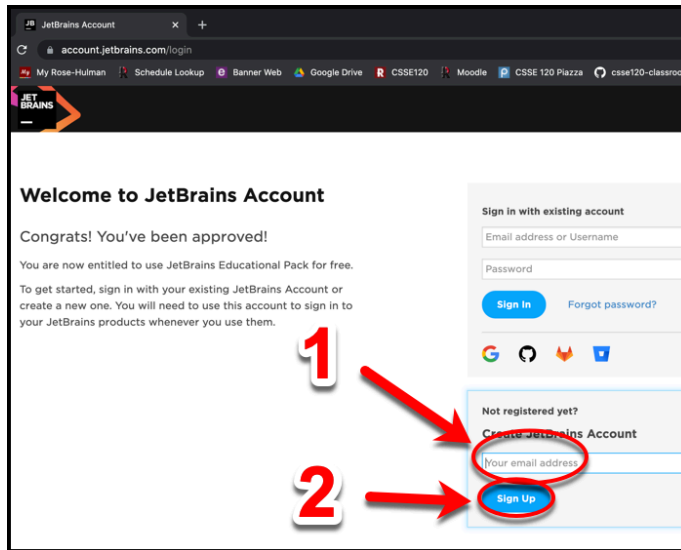 JB JetBrains Account × +
account.jetbrains.com/login
My Rose-Hulman Schedule Lookup Banner Web Google Drive R CSSE120 Moodle CSSE 120 Piazza csse120-classroo
JET
BRAINS
Welcome to JetBrains Account
Congrats! You've been approved!
You are now entitled to use JetBrains Educational Pack for free.
To get started, sign in with your existing JetBrains Account or
create a new one. You will need to use this account to sign in to
your JetBrains products whenever you use them.
Sign in with existing account
Email address or Username
Password
Sign In Forgot password?
1
Not registered yet?
Create JetBrains Account
Your email address
2
Sign Up